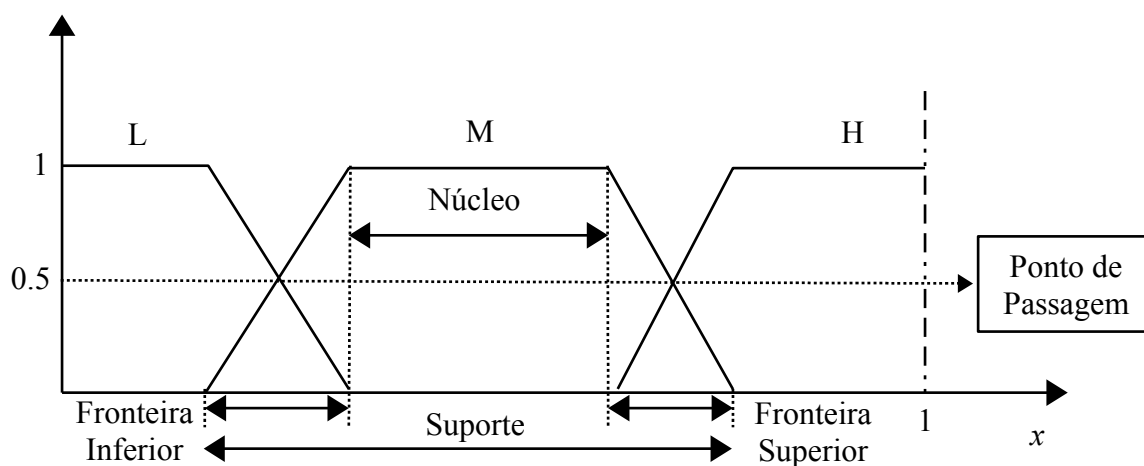 L
M
H
1
Núcleo
0.5
Ponto de
Passagem
Fronteira
Inferior
Suporte
Fronteira
Superior
1
x